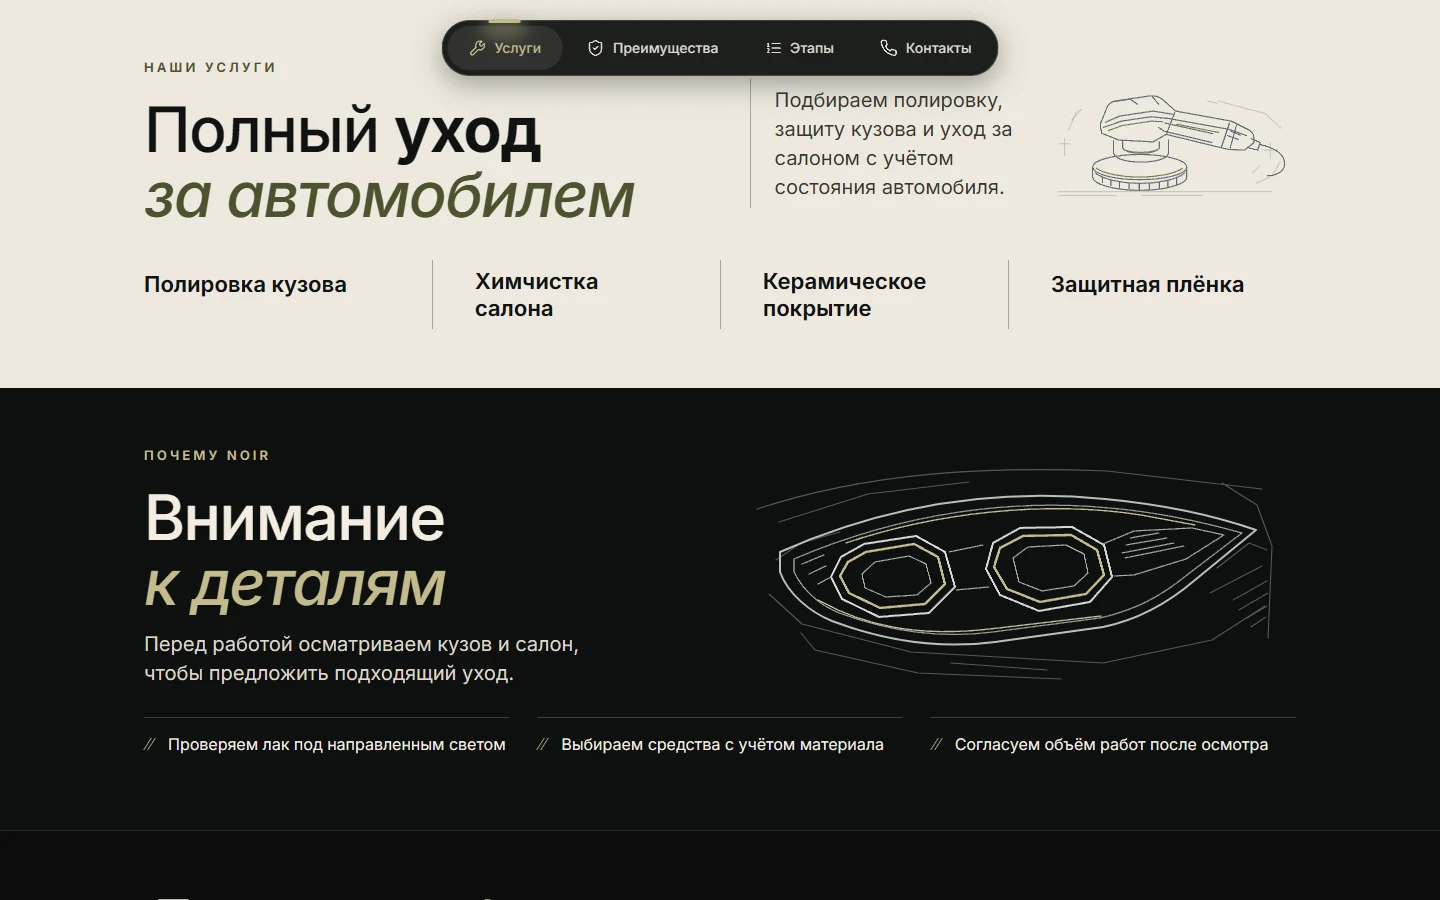 Услуги
Преимущества
Этапы
Контакты
НАШИ УСЛУГИ
Полный уход
за автомобилем
Подбираем полировку,
защиту кузова и уход за
салоном с учётом
состояния автомобиля.
Полировка кузова
Химчистка
салона
Керамическое
покрытие
Защитная плёнка
ПОЧЕМУ NOIR
Внимание
к деталям
Перед работой осматриваем кузов и салон,
чтобы предложить подходящий уход.
// Проверяем лак под направленным светом
// Выбираем средства с учётом материала
// Согласуем объём работ после осмотра